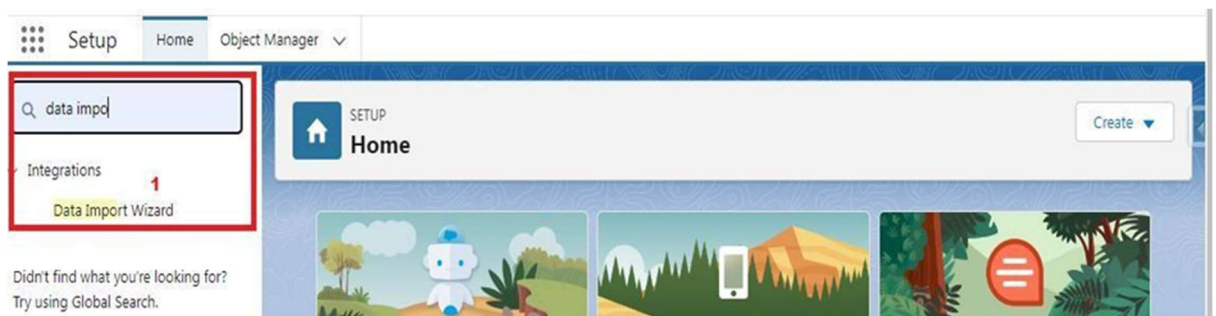 Setup Home Object Manager
data impo
SETUP
Home
Create
Integrations
1
Data Import Wizard
Didn't find what you're looking for?
Try using Global Search.